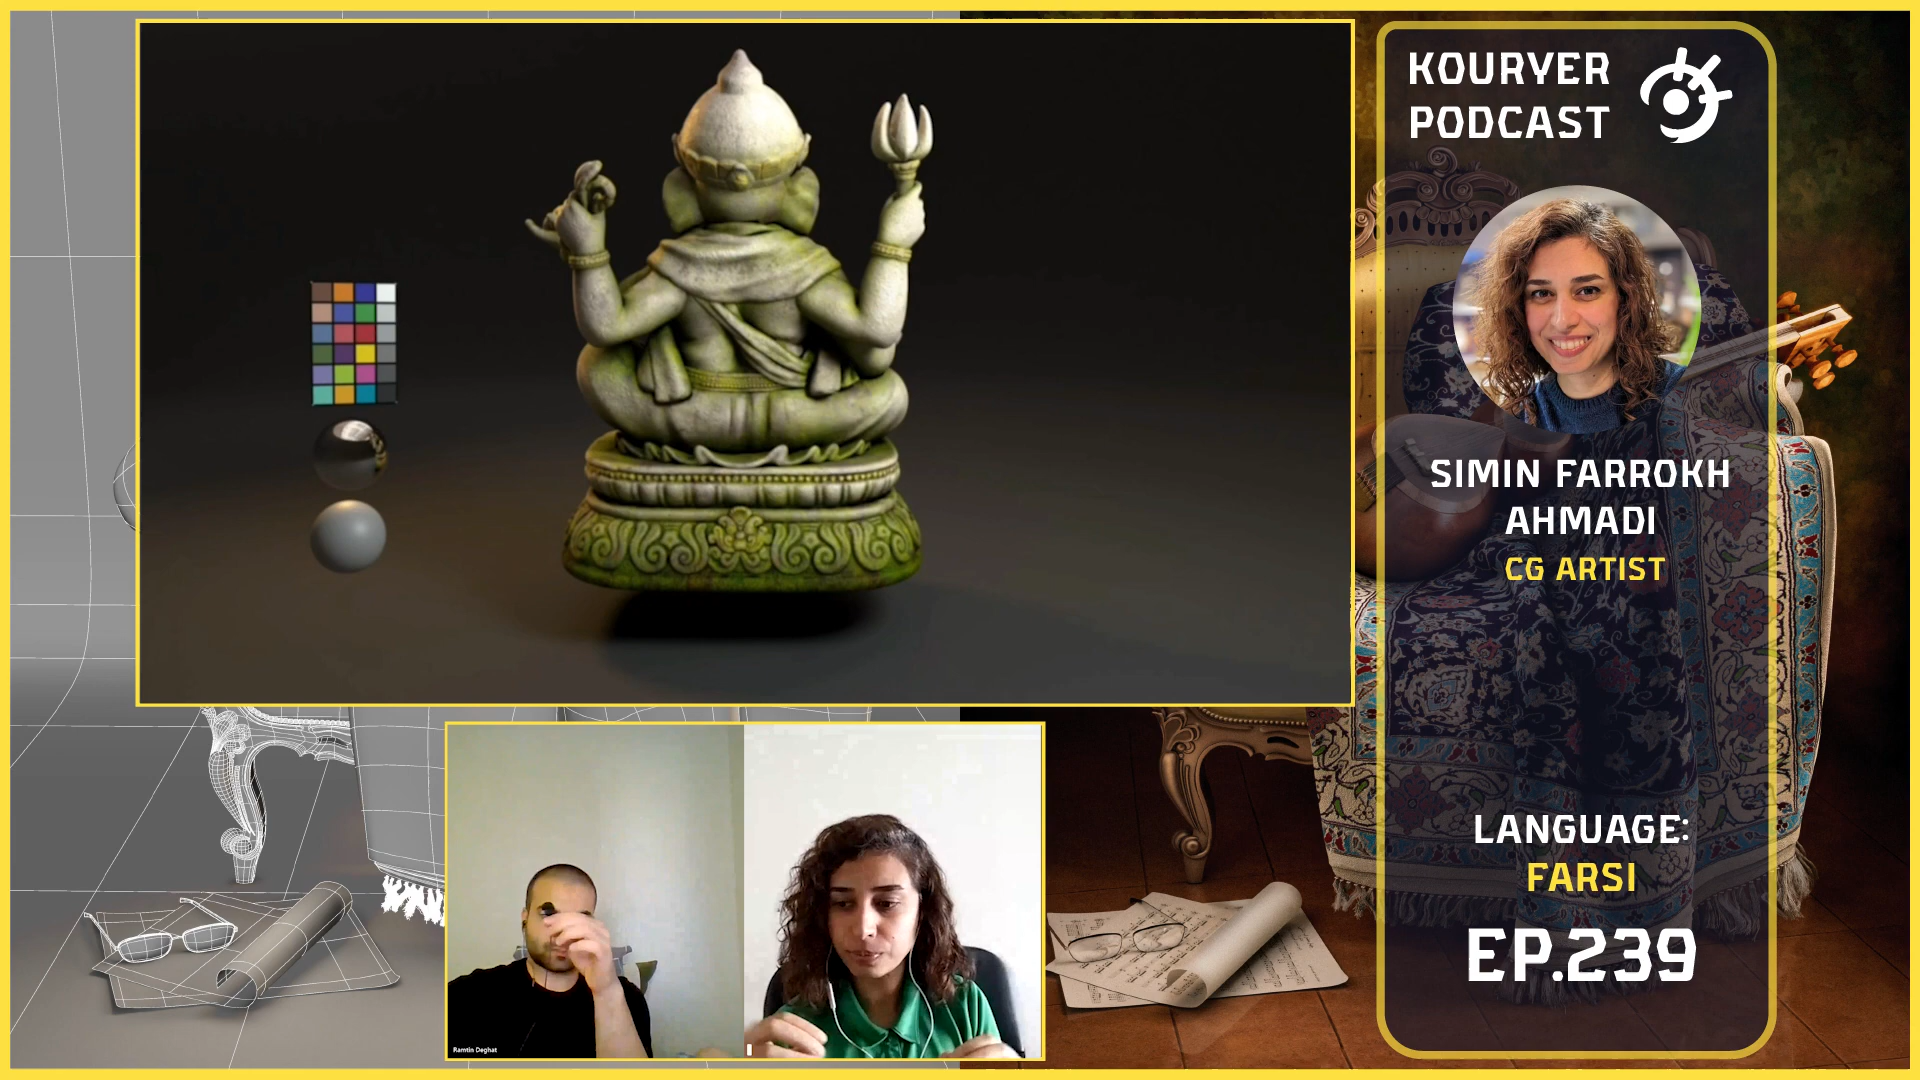 KOURYER
PODCAST
SIMIN FARROKH
AHMADI
CG ARTIST
LANGUAGE:
FARSI
EP.239
Ramtin Deghat